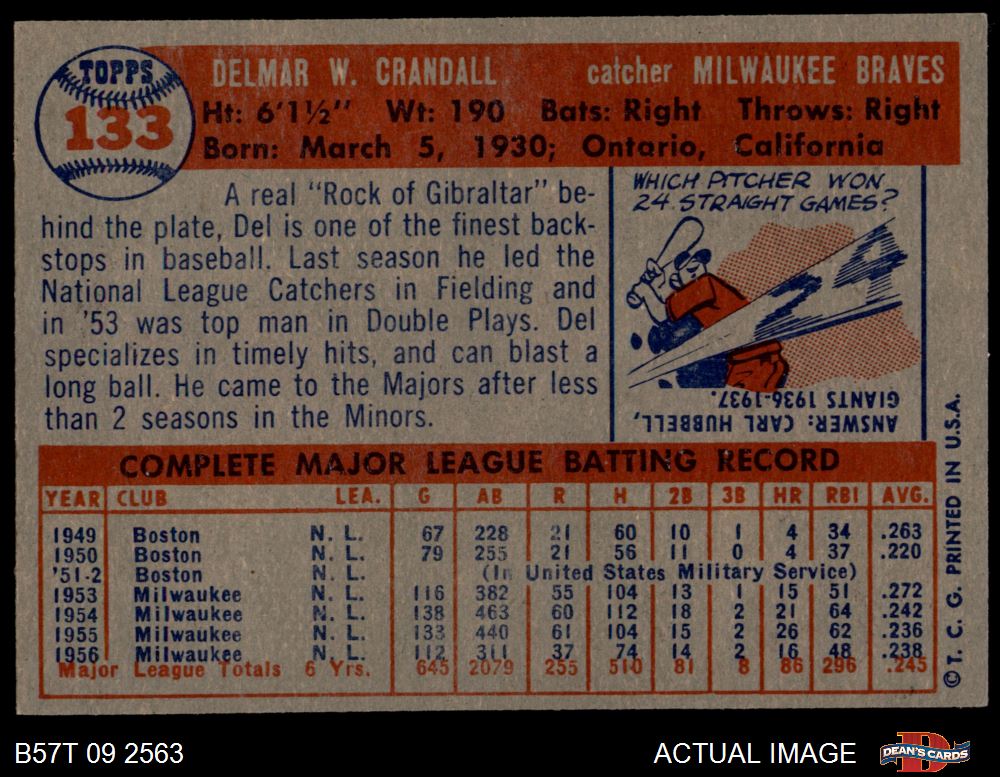 TOPPS
133
DELMAR W. CRANDALL catcher MILWAUKEE BRAVES
Ht: 6'1½" Wt: 190 Bats: Right Throws: Right
Born: March 5, 1930; Ontario, California
A real "Rock of Gibraltar" be-
hind the plate, Del is one of the finest back-
stops in baseball. Last season he led the
National League Catchers in Fielding and
in '53 was top man in Double Plays. Del
specializes in timely hits, and can blast a
long ball. He came to the Majors after less
than 2 seasons in the Minors.
WHICH PITCHER WON
24 STRAIGHT GAMES?
24
ANSWER: CARL HUBBELL,
GIANTS 1936-1937.
COMPLETE MAJOR LEAGUE BATTING RECORD
YEAR CLUB LEA. G AB R H 2B 3B HR RBI AVG.
1949 Boston N. L. 67 228 21 60 10 1 4 34 .263
1950 Boston N. L. 79 255 21 56 11 0 4 37 .220
'51-2 Boston N. L. (In United States Military Service)
1953 Milwaukee N. L. 116 382 55 104 13 1 15 51 .272
1954 Milwaukee N. L. 138 463 60 112 18 2 21 64 .242
1955 Milwaukee N. L. 133 440 61 104 15 2 26 62 .236
1956 Milwaukee N. L. 112 311 37 74 14 2 16 48 .238
Major League Totals 6 Yrs. 645 2079 255 510 81 8 86 296 .245
© T. C. G. PRINTED IN U.S.A.
B57T 09 2563 ACTUAL IMAGE DEAN'S CARDS